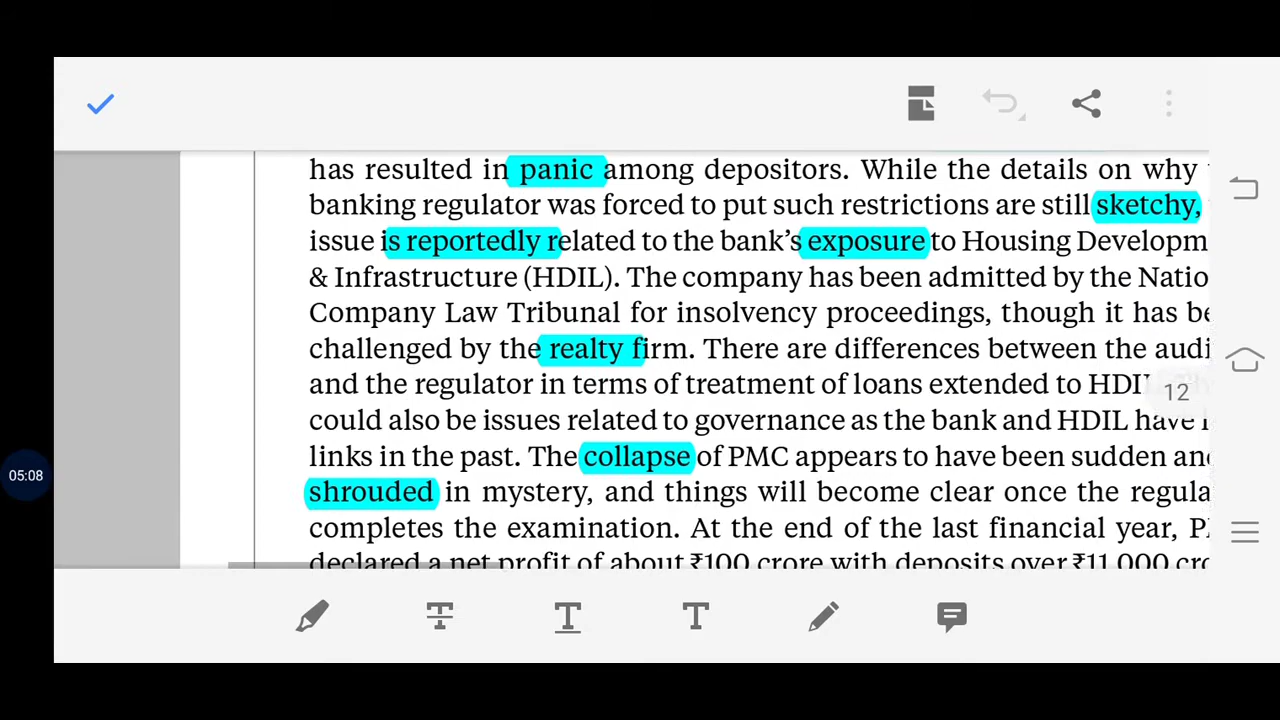 has resulted in panic among depositors. While the details on why
banking regulator was forced to put such restrictions are still sketchy,
issue is reportedly related to the bank's exposure to Housing Developm
& Infrastructure (HDIL). The company has been admitted by the Natio
Company Law Tribunal for insolvency proceedings, though it has be
challenged by the realty firm. There are differences between the audi
and the regulator in terms of treatment of loans extended to HDI
12
could also be issues related to governance as the bank and HDIL have
links in the past. The collapse of PMC appears to have been sudden and
05:08
shrouded in mystery, and things will become clear once the regula
completes the examination. At the end of the last financial year, P
declared a net profit of about ₹100 crore with deposits over ₹11,000 cro